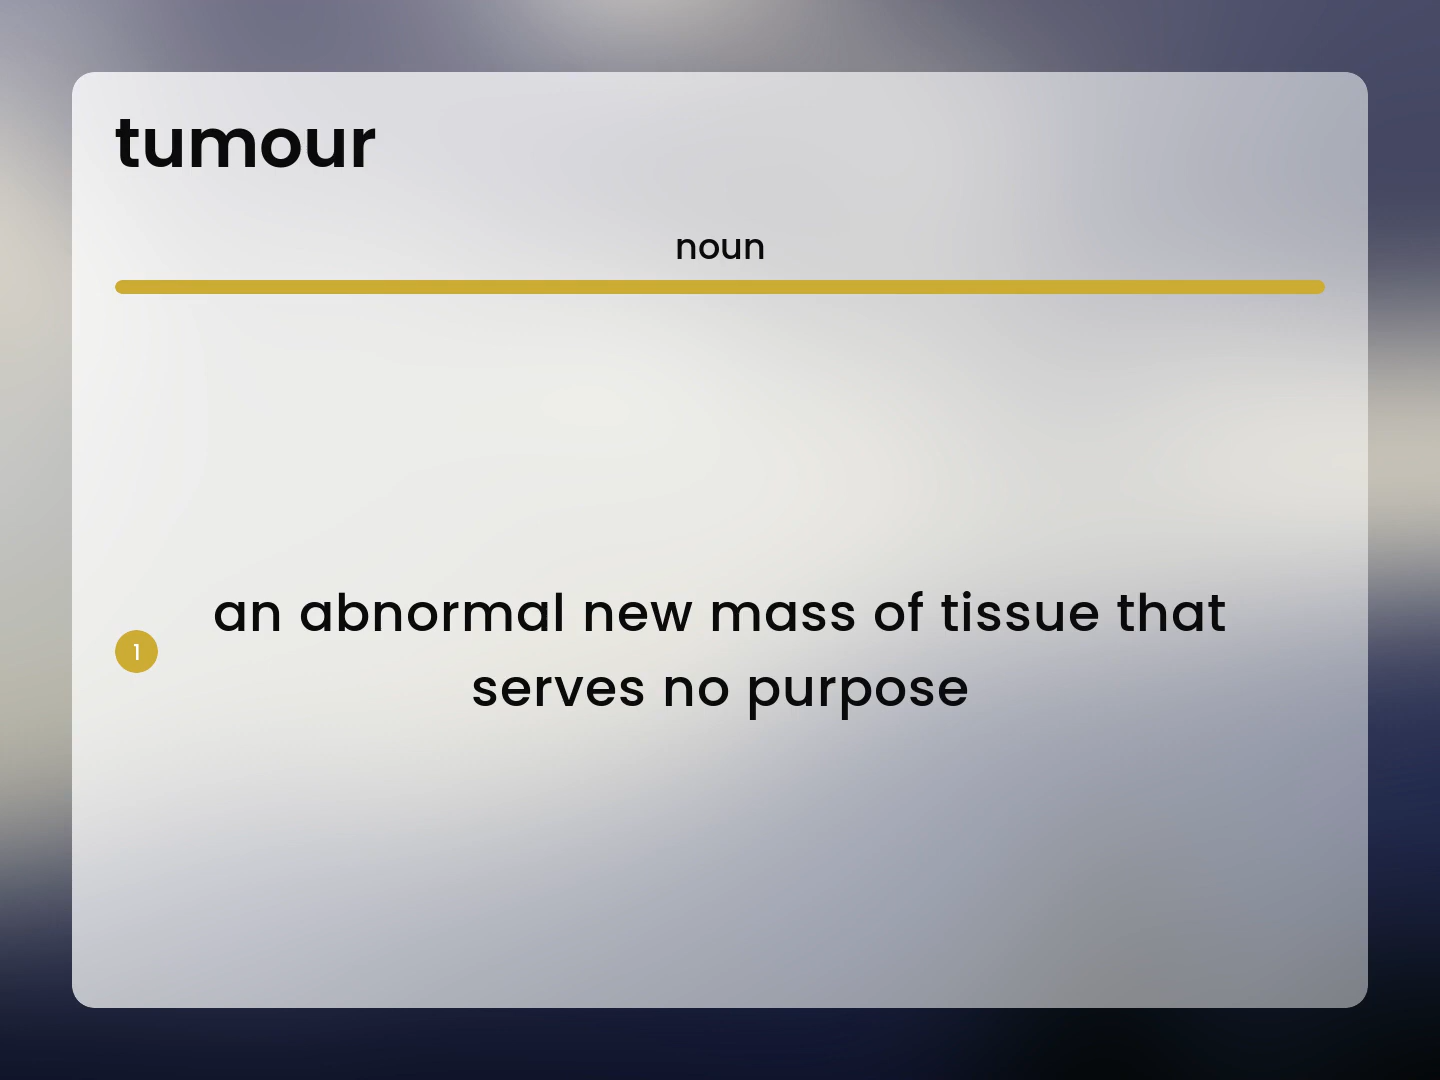 tumour
noun
1
an abnormal new mass of tissue that
serves no purpose